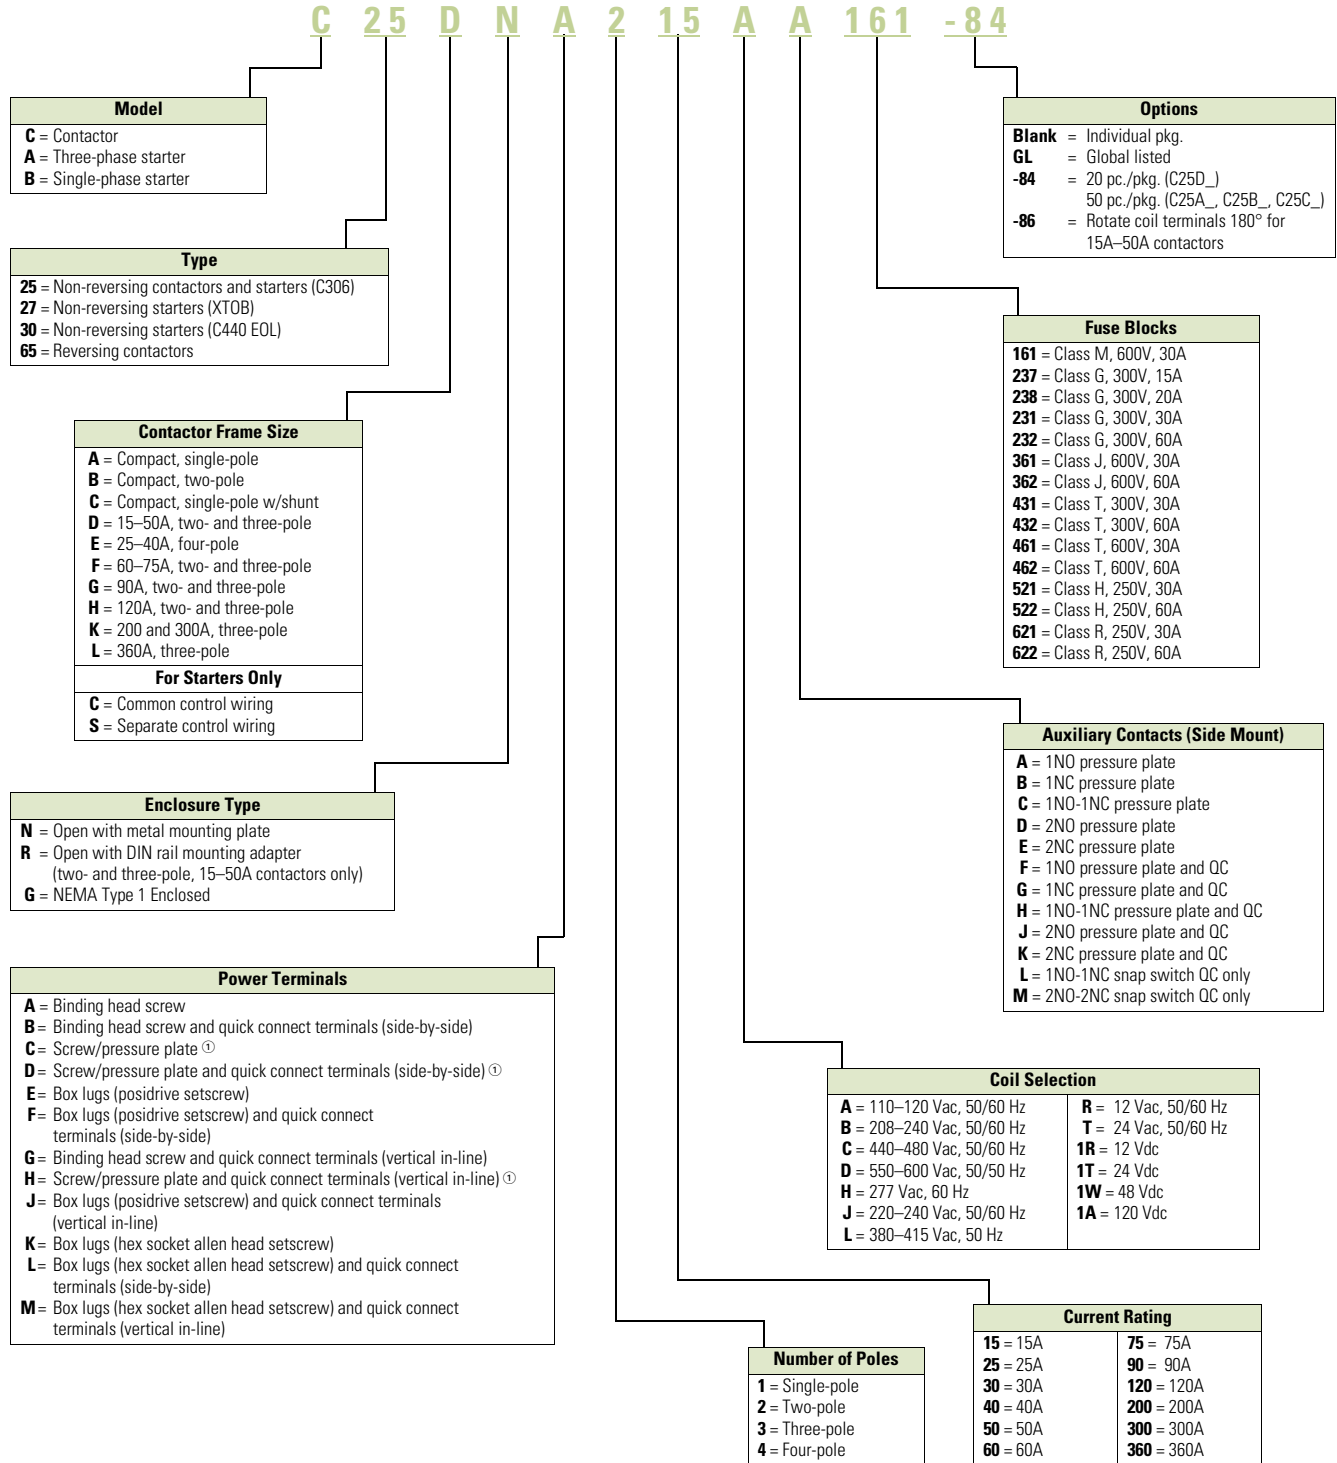 C 25 D N A 2 15 A A 161 -84
Model
C = Contactor
A = Three-phase starter
B = Single-phase starter
Type
25 = Non-reversing contactors and starters (C306)
27 = Non-reversing starters (XTOB)
30 = Non-reversing starters (C440 EOL)
65 = Reversing contactors
Contactor Frame Size
A = Compact, single-pole
B = Compact, two-pole
C = Compact, single-pole w/shunt
D = 15–50A, two- and three-pole
E = 25–40A, four-pole
F = 60–75A, two- and three-pole
G = 90A, two- and three-pole
H = 120A, two- and three-pole
K = 200 and 300A, three-pole
L = 360A, three-pole
For Starters Only
C = Common control wiring
S = Separate control wiring
Enclosure Type
N = Open with metal mounting plate
R = Open with DIN rail mounting adapter
(two- and three-pole, 15–50A contactors only)
G = NEMA Type 1 Enclosed
Power Terminals
A = Binding head screw
B = Binding head screw and quick connect terminals (side-by-side)
C = Screw/pressure plate ①
D = Screw/pressure plate and quick connect terminals (side-by-side) ①
E = Box lugs (posidrive setscrew)
F = Box lugs (posidrive setscrew) and quick connect
terminals (side-by-side)
G = Binding head screw and quick connect terminals (vertical in-line)
H = Screw/pressure plate and quick connect terminals (vertical in-line) ①
J = Box lugs (posidrive setscrew) and quick connect terminals
(vertical in-line)
K = Box lugs (hex socket allen head setscrew)
L = Box lugs (hex socket allen head setscrew) and quick connect
terminals (side-by-side)
M = Box lugs (hex socket allen head setscrew) and quick connect
terminals (vertical in-line)
Options
Blank = Individual pkg.
GL = Global listed
-84 = 20 pc./pkg. (C25D_)
50 pc./pkg. (C25A_, C25B_, C25C_)
-86 = Rotate coil terminals 180° for
15A–50A contactors
Fuse Blocks
161 = Class M, 600V, 30A
237 = Class G, 300V, 15A
238 = Class G, 300V, 20A
231 = Class G, 300V, 30A
232 = Class G, 300V, 60A
361 = Class J, 600V, 30A
362 = Class J, 600V, 60A
431 = Class T, 300V, 30A
432 = Class T, 300V, 60A
461 = Class T, 600V, 30A
462 = Class T, 600V, 60A
521 = Class H, 250V, 30A
522 = Class H, 250V, 60A
621 = Class R, 250V, 30A
622 = Class R, 250V, 60A
Auxiliary Contacts (Side Mount)
A = 1NO pressure plate
B = 1NC pressure plate
C = 1NO-1NC pressure plate
D = 2NO pressure plate
E = 2NC pressure plate
F = 1NO pressure plate and QC
G = 1NC pressure plate and QC
H = 1NO-1NC pressure plate and QC
J = 2NO pressure plate and QC
K = 2NC pressure plate and QC
L = 1NO-1NC snap switch QC only
M = 2NO-2NC snap switch QC only
Coil Selection
A = 110–120 Vac, 50/60 Hz
B = 208–240 Vac, 50/60 Hz
C = 440–480 Vac, 50/60 Hz
D = 550–600 Vac, 50/50 Hz
H = 277 Vac, 60 Hz
J = 220–240 Vac, 50/60 Hz
L = 380–415 Vac, 50 Hz
R = 12 Vac, 50/60 Hz
T = 24 Vac, 50/60 Hz
1R = 12 Vdc
1T = 24 Vdc
1W = 48 Vdc
1A = 120 Vdc
Number of Poles
1 = Single-pole
2 = Two-pole
3 = Three-pole
4 = Four-pole
Current Rating
15 = 15A
25 = 25A
30 = 30A
40 = 40A
50 = 50A
60 = 60A
75 = 75A
90 = 90A
120 = 120A
200 = 200A
300 = 300A
360 = 360A